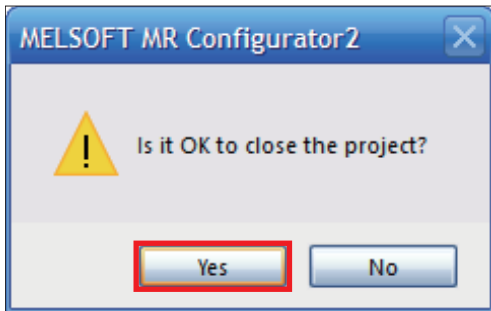 MELSOFT MR Configurator2
Is it OK to close the project?
Yes
No